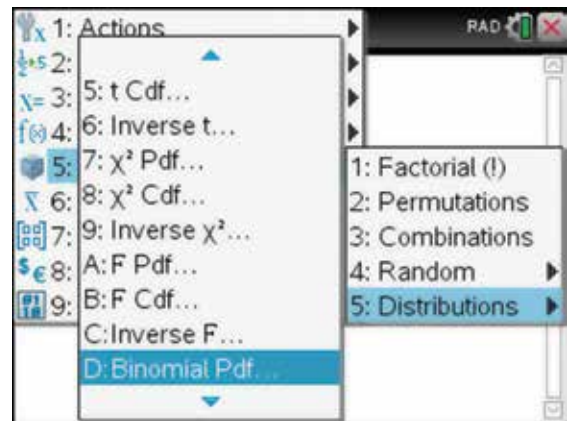 1: Actions
RAD
2:
3:
4:
5:
6:
7:
8:
9:
5: t Cdf...
6: Inverse t...
7: χ² Pdf...
8: χ² Cdf...
9: Inverse χ²...
A: F Pdf...
B: F Cdf...
C: Inverse F...
D: Binomial Pdf...
1: Factorial (!)
2: Permutations
3: Combinations
4: Random
5: Distributions